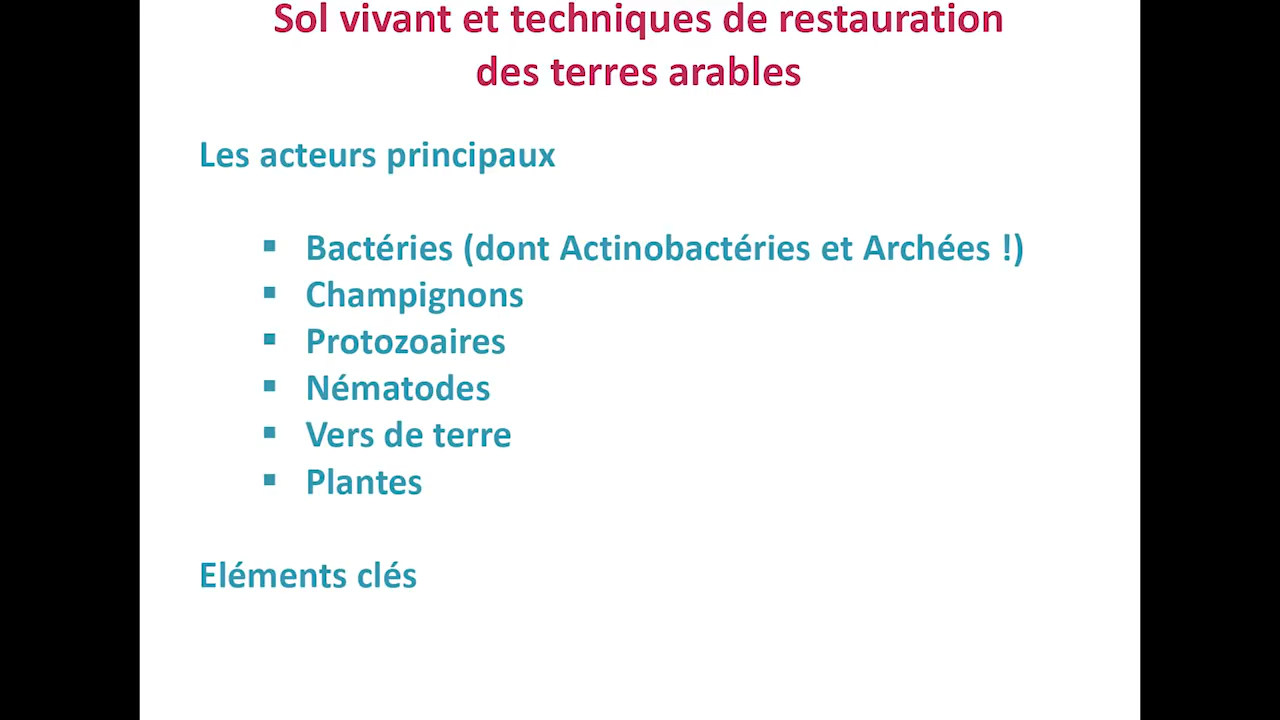 Sol vivant et techniques de restauration
des terres arables
Les acteurs principaux
▪ Bactéries (dont Actinobactéries et Archées !)
▪ Champignons
▪ Protozoaires
▪ Nématodes
▪ Vers de terre
▪ Plantes
Eléments clés